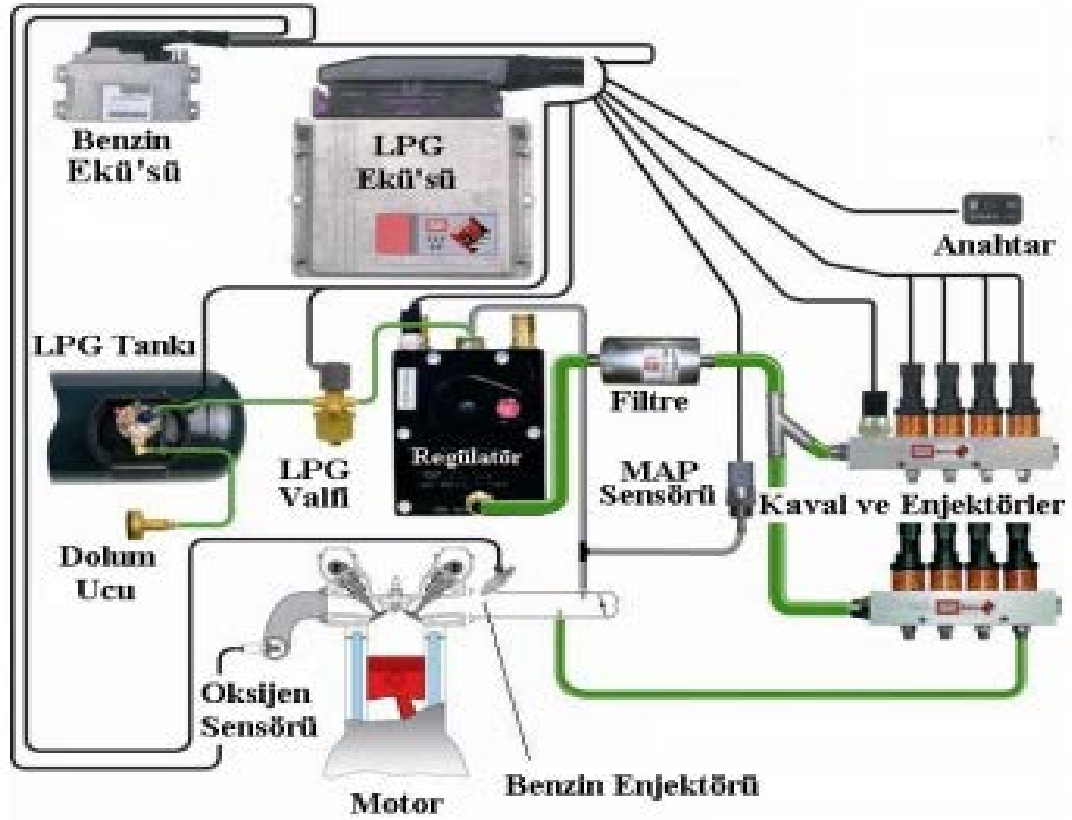 Benzin
Ekü'sü
LPG
Ekü'sü
Anahtar
LPG Tankı
Filtre
Regülatör
LPG
Valfi
MAP
Sensörü
Kaval ve Enjektörler
Dolum
Ucu
Oksijen
Sensörü
Benzin Enjektörü
Motor